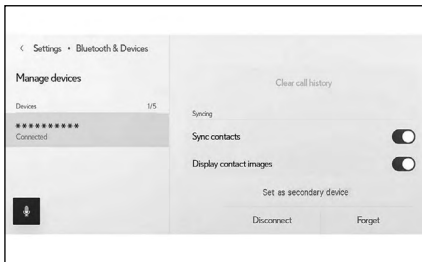 < Settings • Bluetooth & Devices
Manage devices
Devices 1/5
**********
Connected
Clear call history
Syncing
Sync contacts
Display contact images
Set as secondary device
Disconnect Forget